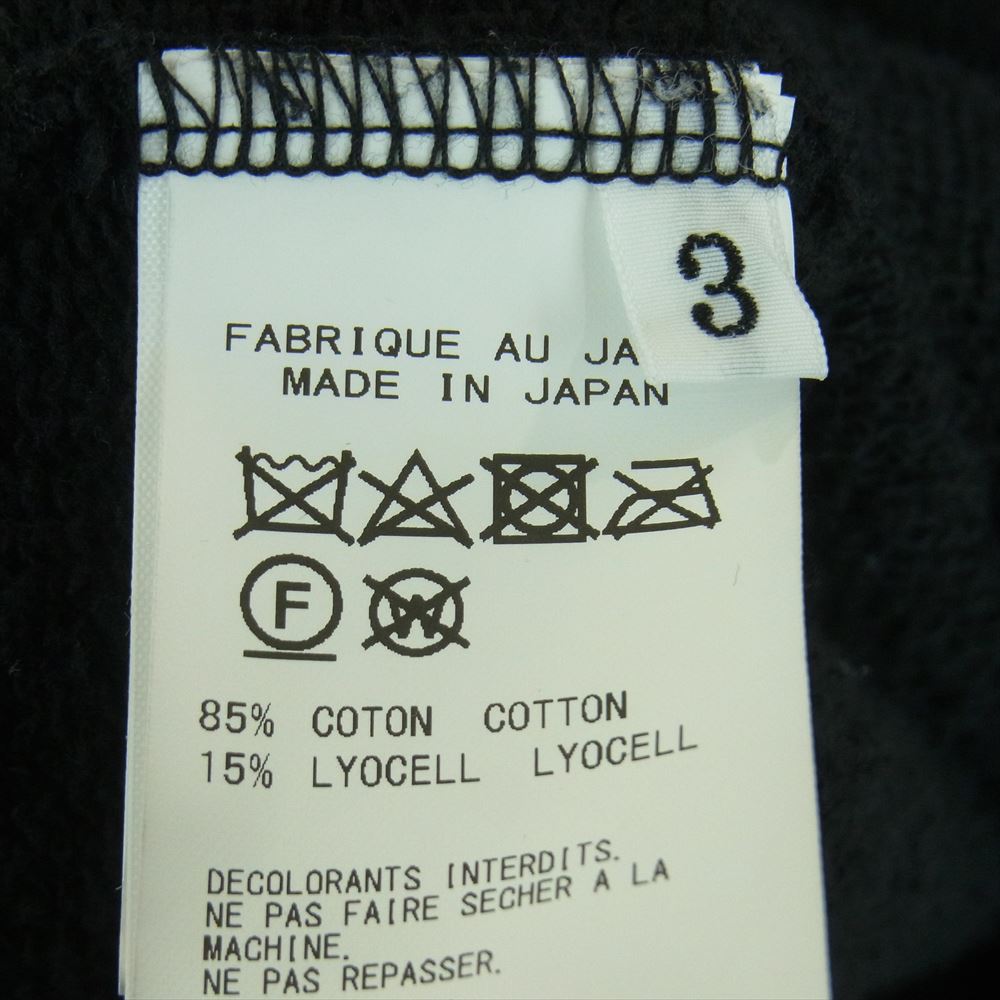 3
FABRIQUE AU JA
MADE IN JAPAN
F W
85% COTON COTTON
15% LYOCELL LYOCELL
DECOLORANTS INTERDITS.
NE PAS FAIRE SECHER A LA
MACHINE.
NE PAS REPASSER.